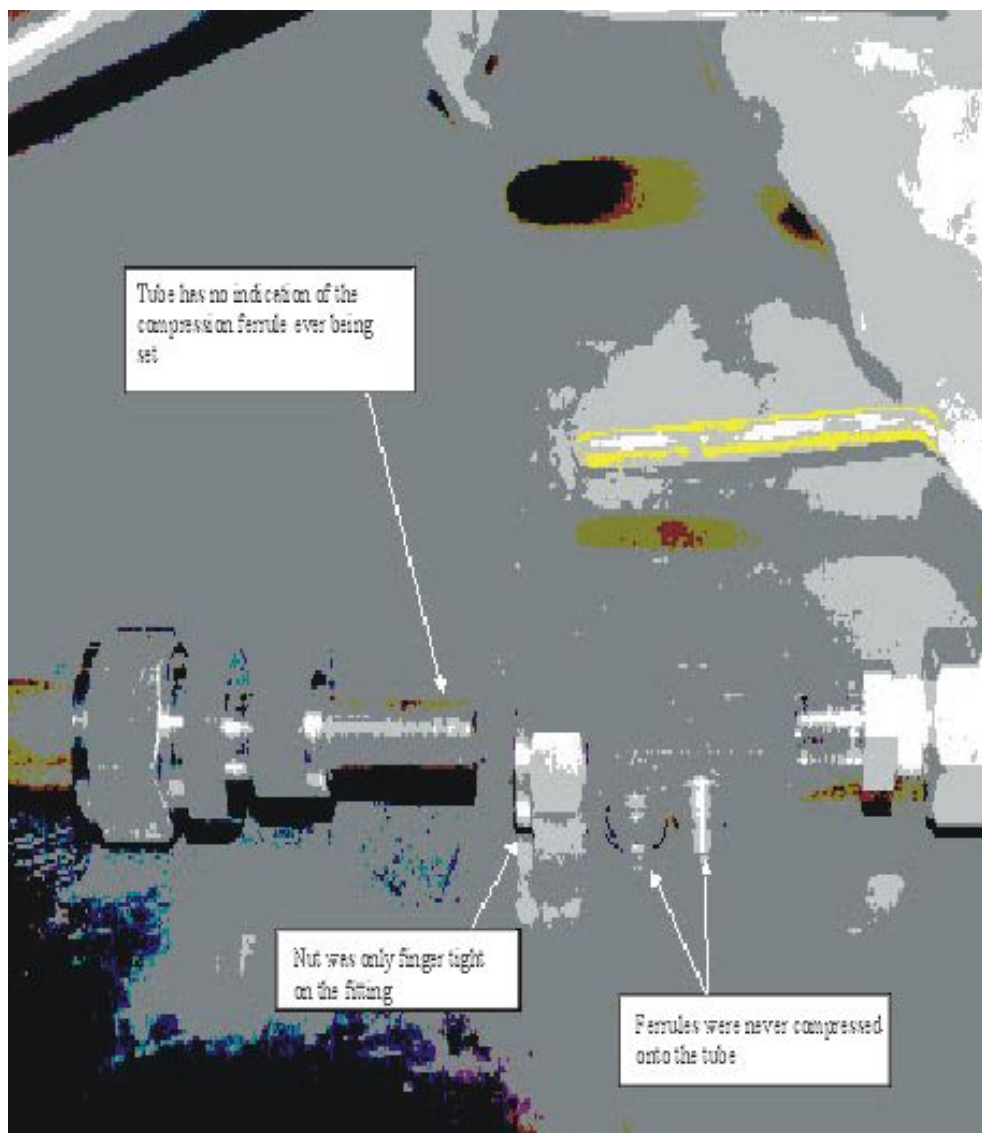 Tube has no indication of the
compression ferrule ever being
set
Nut was only finger tight
on the fitting
Ferrules were never compressed
onto the tube